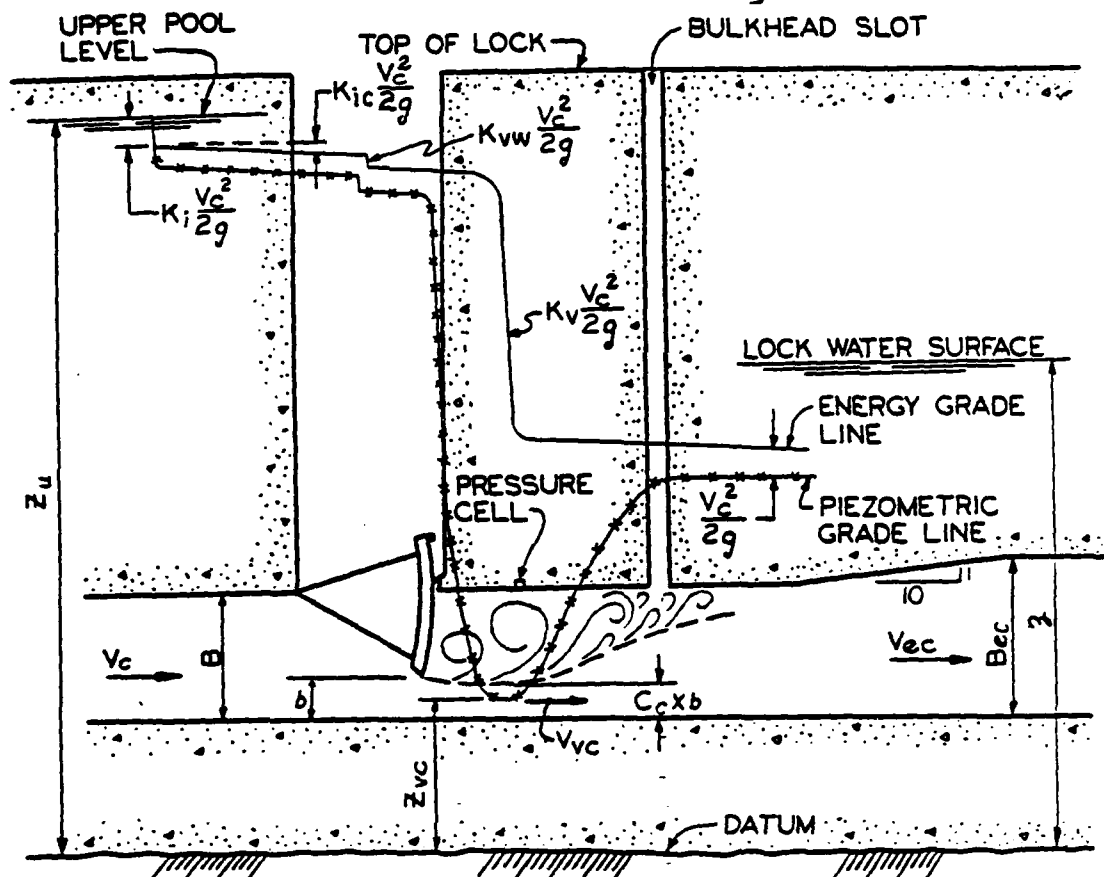 UPPER POOL
LEVEL
TOP OF LOCK
BULKHEAD SLOT
K_ic V_c²/2g
K_vw V_c²/2g
K_i V_c²/2g
K_v V_c²/2g
LOCK WATER SURFACE
ENERGY GRADE
LINE
Z_u
PRESSURE
CELL
V_c²/2g
PIEZOMETRIC
GRADE LINE
1
10
V_c
B
b
C_c x b
V_vc
V_ec
B_ec
z
Z_vc
DATUM